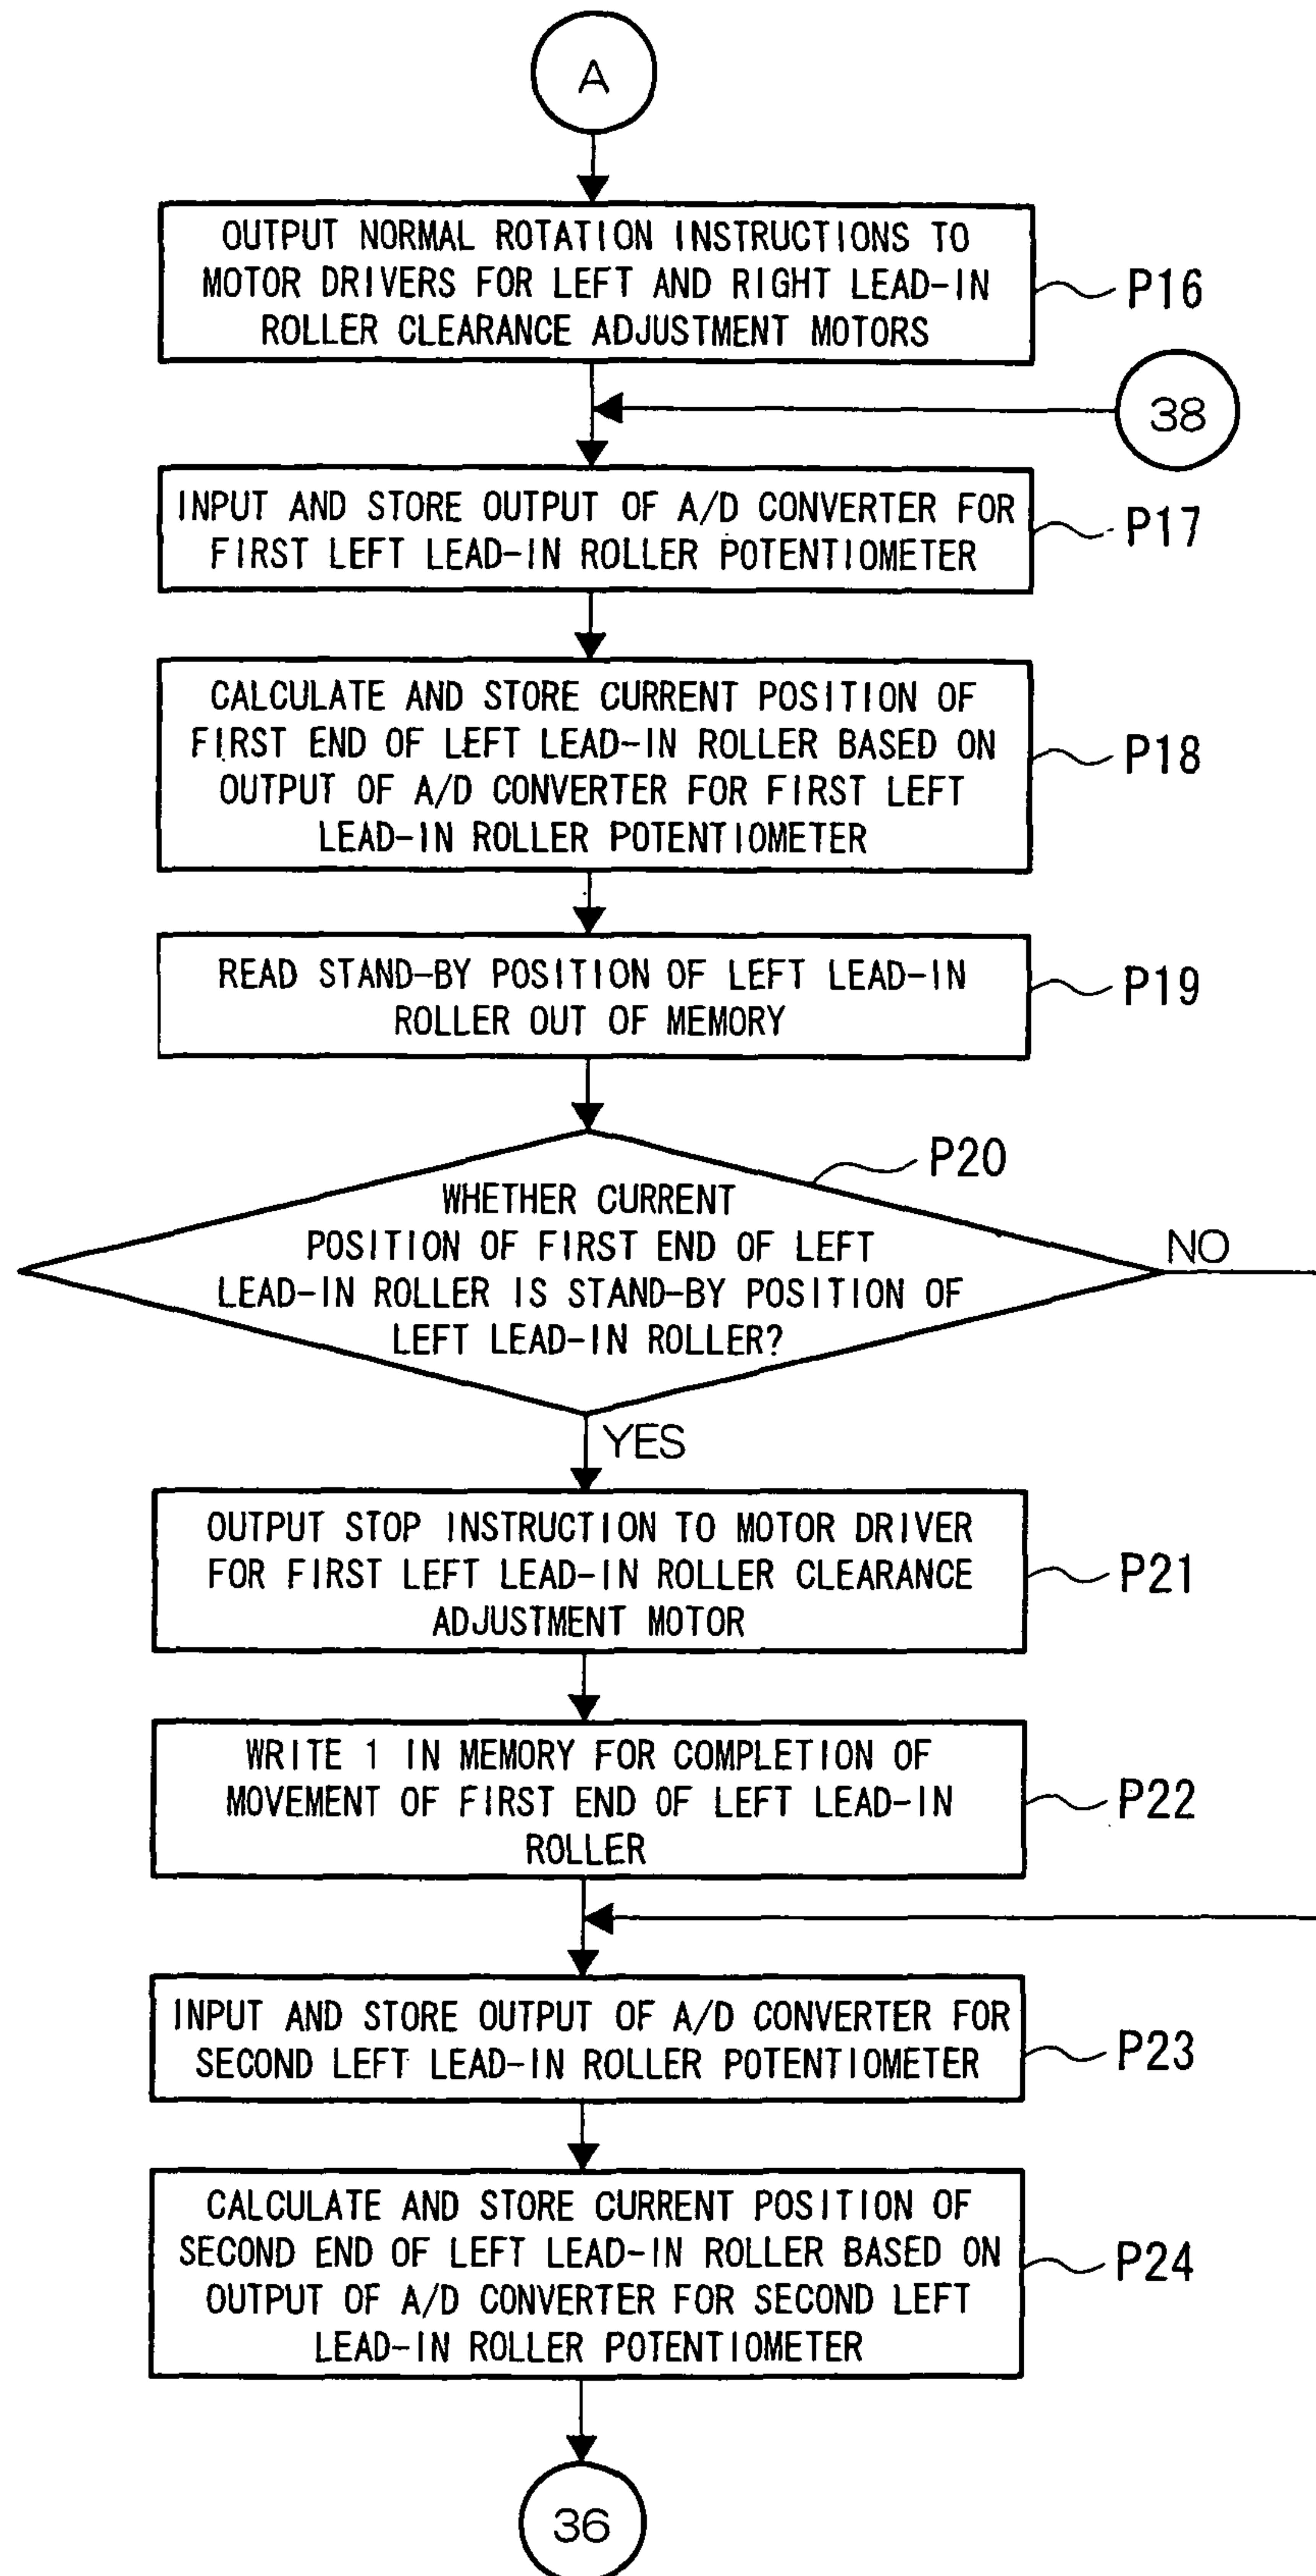 A
OUTPUT NORMAL ROTATION INSTRUCTIONS TO
MOTOR DRIVERS FOR LEFT AND RIGHT LEAD-IN
ROLLER CLEARANCE ADJUSTMENT MOTORS
P16
38
INPUT AND STORE OUTPUT OF A/D CONVERTER FOR
FIRST LEFT LEAD-IN ROLLER POTENTIOMETER
P17
CALCULATE AND STORE CURRENT POSITION OF
FIRST END OF LEFT LEAD-IN ROLLER BASED ON
OUTPUT OF A/D CONVERTER FOR FIRST LEFT
LEAD-IN ROLLER POTENTIOMETER
P18
READ STAND-BY POSITION OF LEFT LEAD-IN
ROLLER OUT OF MEMORY
P19
P20
WHETHER CURRENT
POSITION OF FIRST END OF LEFT
LEAD-IN ROLLER IS STAND-BY POSITION OF
LEFT LEAD-IN ROLLER?
NO
YES
OUTPUT STOP INSTRUCTION TO MOTOR DRIVER
FOR FIRST LEFT LEAD-IN ROLLER CLEARANCE
ADJUSTMENT MOTOR
P21
WRITE 1 IN MEMORY FOR COMPLETION OF
MOVEMENT OF FIRST END OF LEFT LEAD-IN
ROLLER
P22
INPUT AND STORE OUTPUT OF A/D CONVERTER FOR
SECOND LEFT LEAD-IN ROLLER POTENTIOMETER
P23
CALCULATE AND STORE CURRENT POSITION OF
SECOND END OF LEFT LEAD-IN ROLLER BASED ON
OUTPUT OF A/D CONVERTER FOR SECOND LEFT
LEAD-IN ROLLER POTENTIOMETER
P24
36